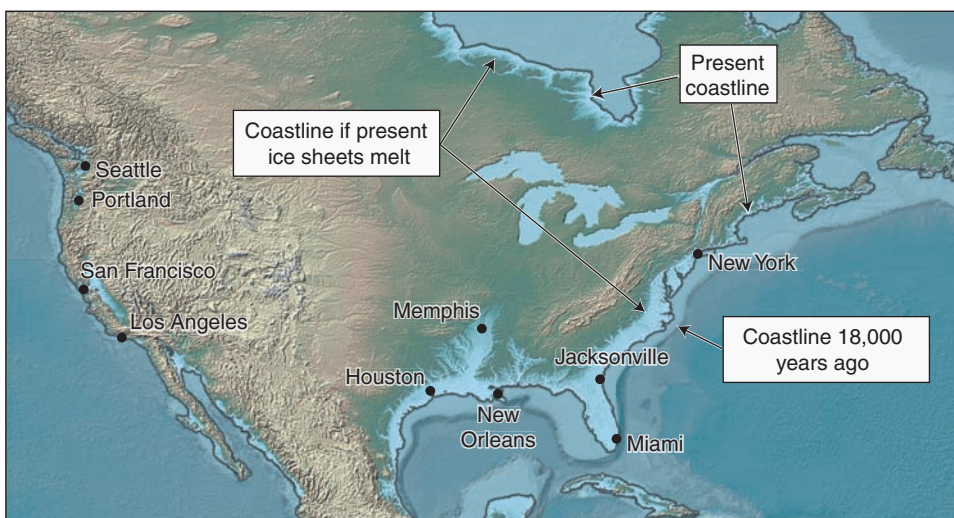 Present
coastline
Coastline if present
ice sheets melt
Seattle
Portland
New York
San Francisco
Memphis
Los Angeles
Coastline 18,000
years ago
Jacksonville
Houston
New
Orleans
Miami